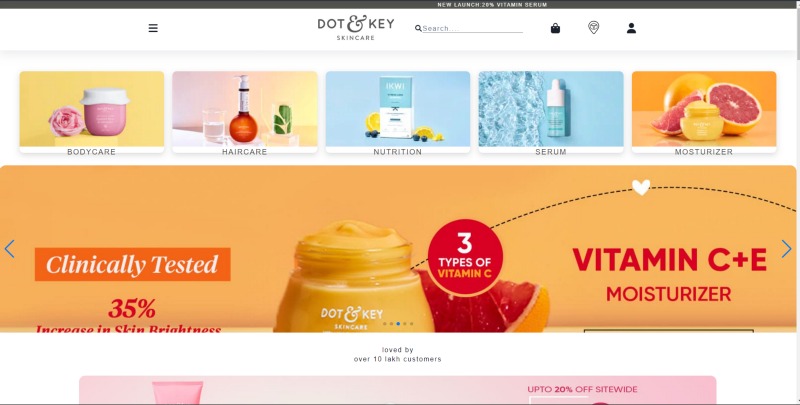 NEW LAUNCH:20% VITAMIN SERUM
DOT & KEY
SKINCARE
Search...
IKWI
BODYCARE
HAIRCARE
NUTRITION
SERUM
MOSTURIZER
Clinically Tested
35%
Increase in Skin Brightness
DOT & KEY
SKINCARE
3
TYPES OF
VITAMIN C
VITAMIN C+E
MOISTURIZER
loved by
over 10 lakh customers
UPTO 20% OFF SITEWIDE